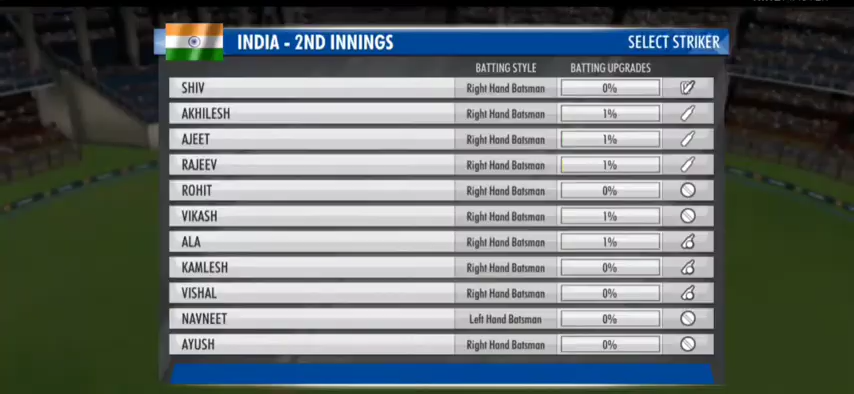 INDIA - 2ND INNINGS SELECT STRIKER
BATTING STYLE BATTING UPGRADES
SHIV Right Hand Batsman 0%
AKHILESH Right Hand Batsman 1%
AJEET Right Hand Batsman 1%
RAJEEV Right Hand Batsman 1%
ROHIT Right Hand Batsman 0%
VIKASH Right Hand Batsman 1%
ALA Right Hand Batsman 1%
KAMLESH Right Hand Batsman 0%
VISHAL Right Hand Batsman 0%
NAVNEET Left Hand Batsman 0%
AYUSH Right Hand Batsman 0%